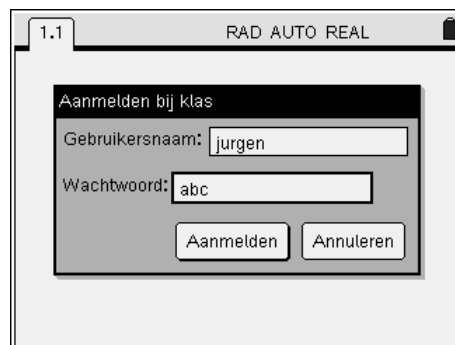 1.1 RAD AUTO REAL
Aanmelden bij klas
Gebruikersnaam: jurgen
Wachtwoord: abc
Aanmelden Annuleren